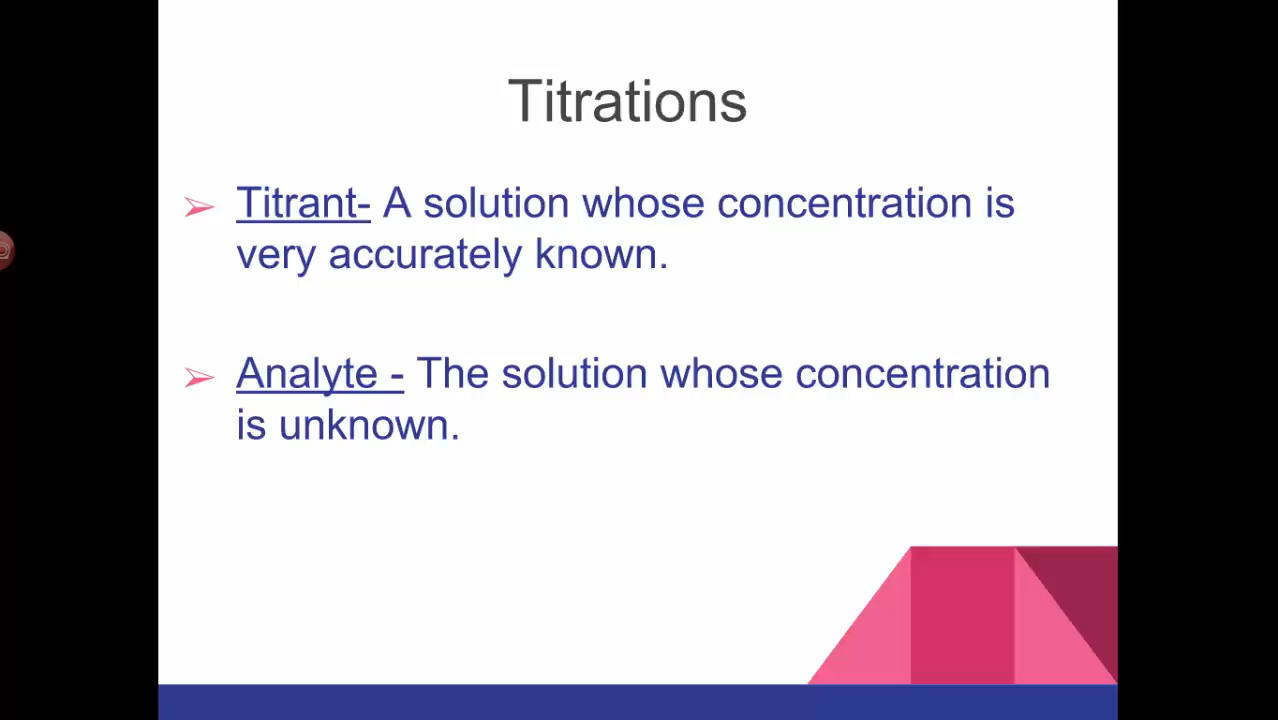 Titrations
➢ Titrant- A solution whose concentration is
very accurately known.
➢ Analyte - The solution whose concentration
is unknown.